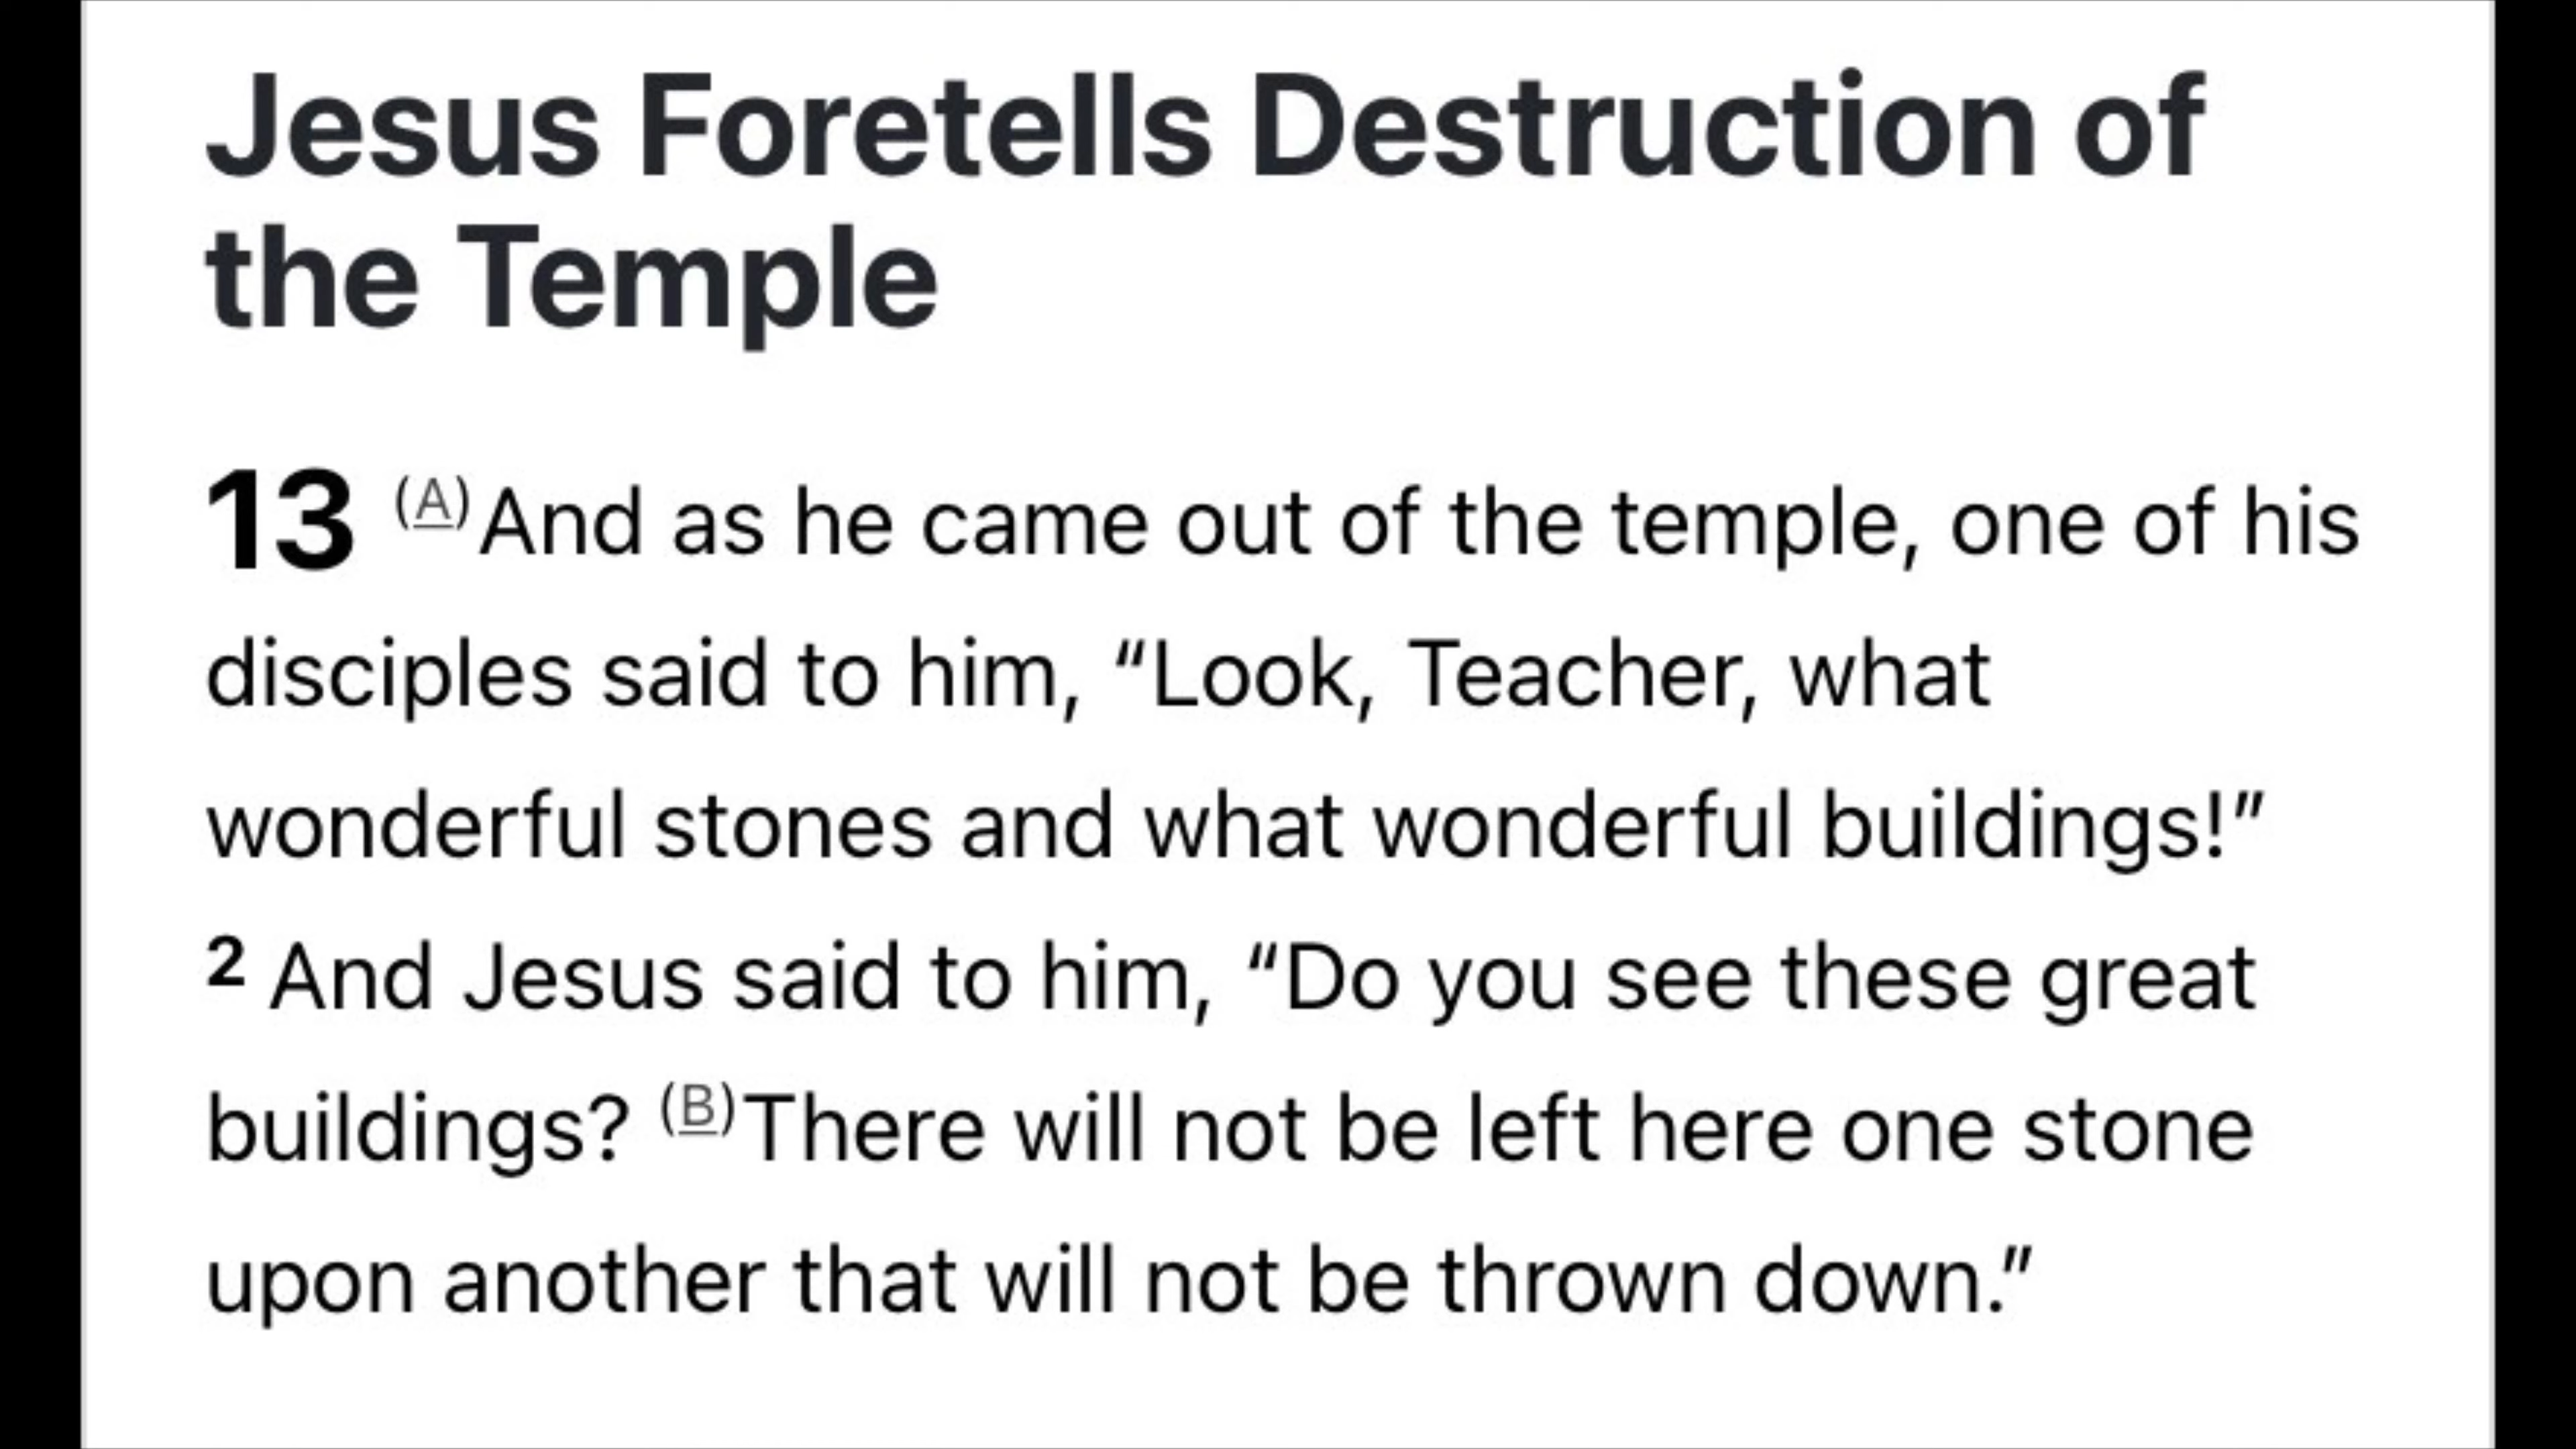 Jesus Foretells Destruction of
the Temple
13 (A)And as he came out of the temple, one of his
disciples said to him, “Look, Teacher, what
wonderful stones and what wonderful buildings!”
2 And Jesus said to him, “Do you see these great
buildings? (B)There will not be left here one stone
upon another that will not be thrown down.”